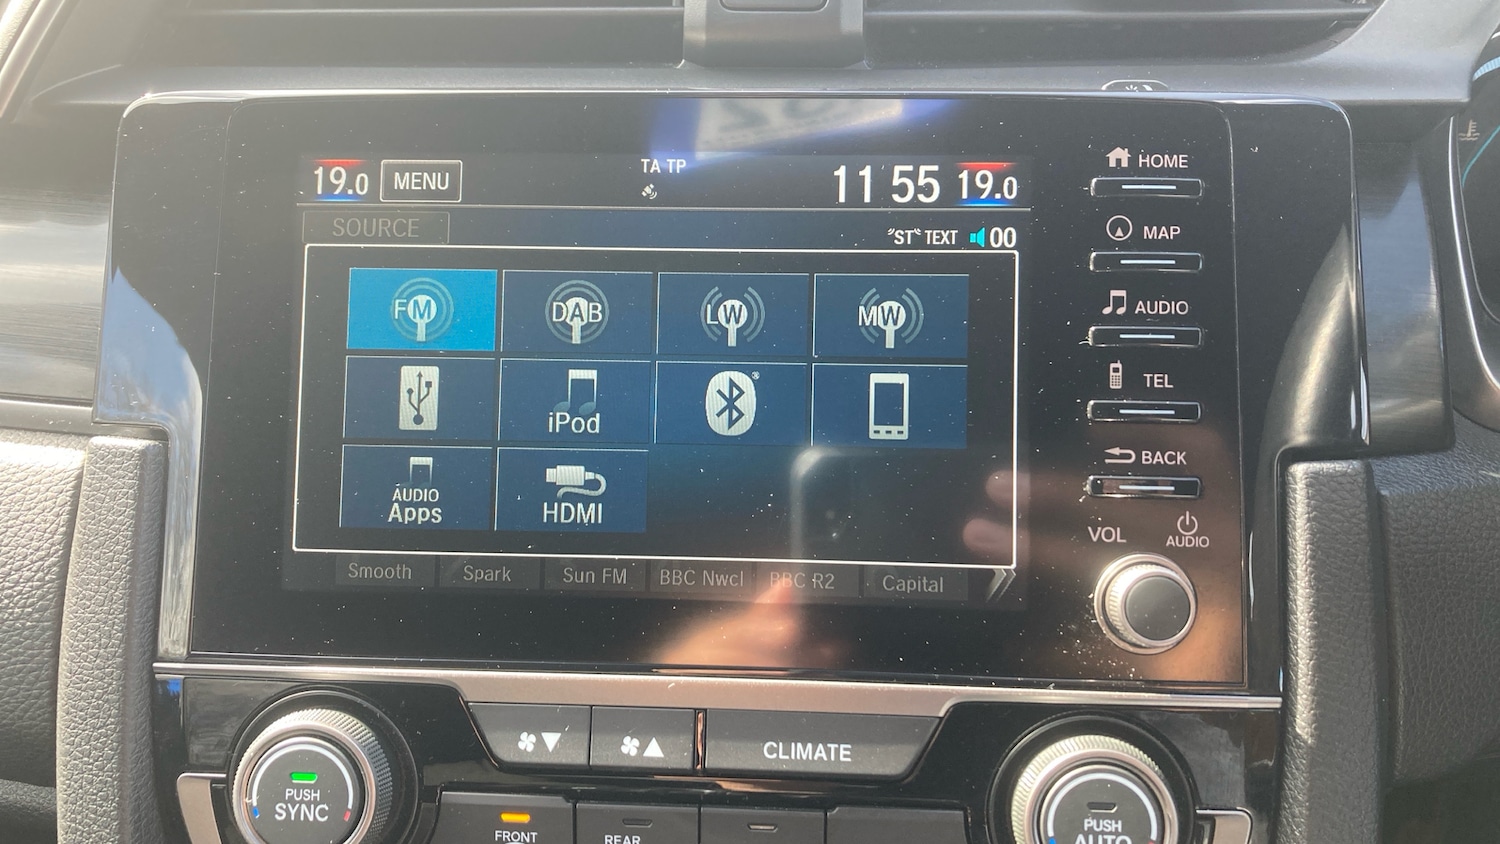 19.0 MENU TA TP 11 55 19.0
SOURCE "ST" TEXT 00
FM DAB LW MW
iPod ®
AUDIO
Apps HDMI
Smooth Spark Sun FM BBC Nwcl BBC R2 Capital
HOME
MAP
AUDIO
TEL
BACK
VOL AUDIO
CLIMATE
PUSH
SYNC
FRONT REAR
PUSH
AUTO